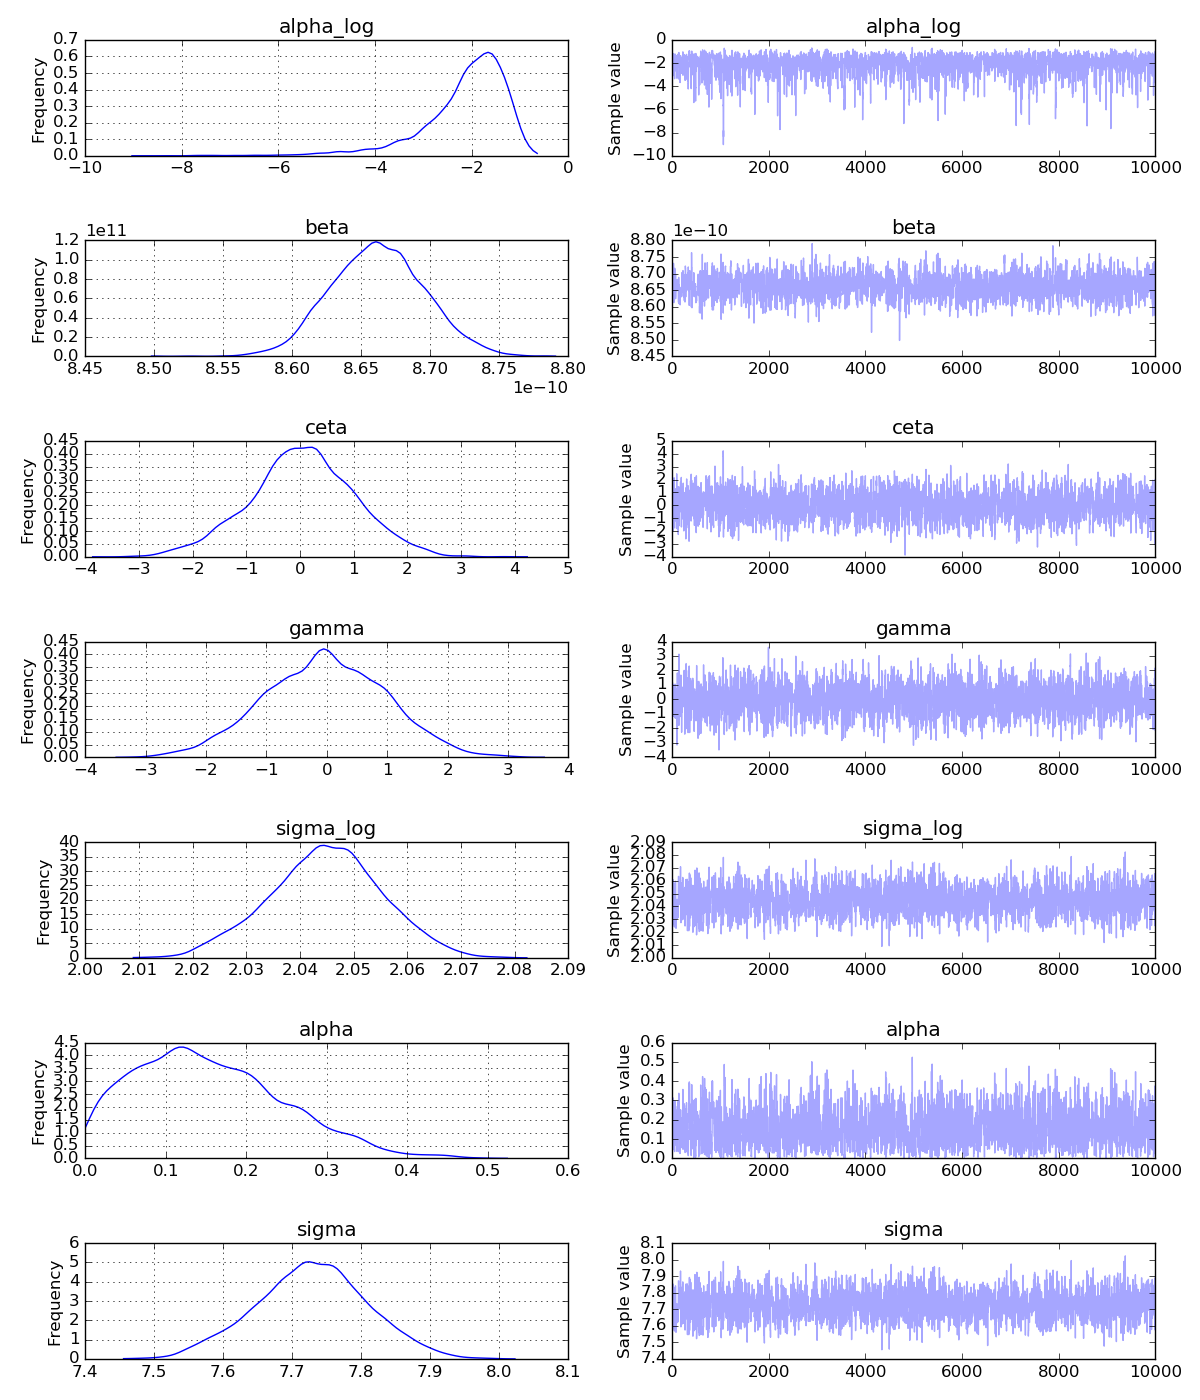 alpha_log
alpha_log
Frequency
0.7
0.6
0.5
0.4
0.3
0.2
0.1
0.0
−10 −8 −6 −4 −2 0
Sample value
0
−2
−4
−6
−8
−10
0 2000 4000 6000 8000 10000
beta
beta
1e11
Frequency
1.2
1.0
0.8
0.6
0.4
0.2
0.0
8.45 8.50 8.55 8.60 8.65 8.70 8.75 8.80
1e−10
1e−10
Sample value
8.80
8.75
8.70
8.65
8.60
8.55
8.50
8.45
0 2000 4000 6000 8000 10000
ceta
ceta
Frequency
0.45
0.40
0.35
0.30
0.25
0.20
0.15
0.10
0.05
0.00
−4 −3 −2 −1 0 1 2 3 4 5
Sample value
5
4
3
2
1
0
−1
−2
−3
−4
0 2000 4000 6000 8000 10000
gamma
gamma
Frequency
0.45
0.40
0.35
0.30
0.25
0.20
0.15
0.10
0.05
0.00
−4 −3 −2 −1 0 1 2 3 4
Sample value
4
3
2
1
0
−1
−2
−3
−4
0 2000 4000 6000 8000 10000
sigma_log
sigma_log
Frequency
40
35
30
25
20
15
10
5
0
2.00 2.01 2.02 2.03 2.04 2.05 2.06 2.07 2.08 2.09
Sample value
2.09
2.08
2.07
2.06
2.05
2.04
2.03
2.02
2.01
2.00
0 2000 4000 6000 8000 10000
alpha
alpha
Frequency
4.5
4.0
3.5
3.0
2.5
2.0
1.5
1.0
0.5
0.0
0.0 0.1 0.2 0.3 0.4 0.5 0.6
Sample value
0.6
0.5
0.4
0.3
0.2
0.1
0.0
0 2000 4000 6000 8000 10000
sigma
sigma
Frequency
6
5
4
3
2
1
0
7.4 7.5 7.6 7.7 7.8 7.9 8.0 8.1
Sample value
8.1
8.0
7.9
7.8
7.7
7.6
7.5
7.4
0 2000 4000 6000 8000 10000